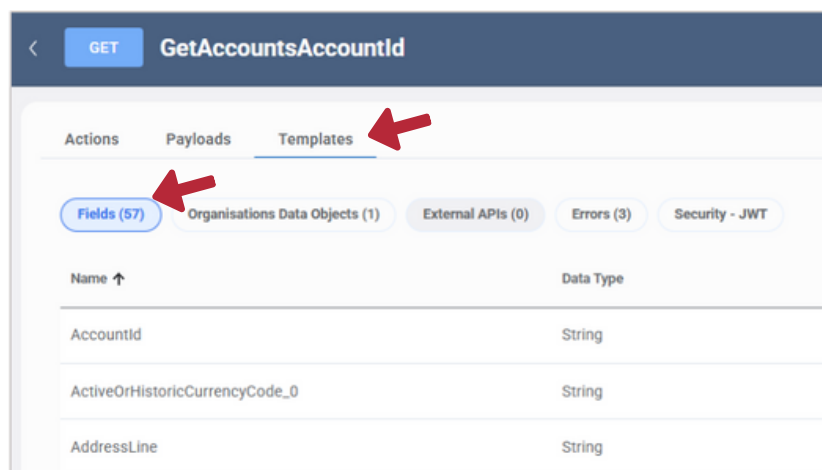 GET GetAccountsAccountId
Actions Payloads Templates
Fields (57) Organisations Data Objects (1) External APIs (0) Errors (3) Security - JWT
Name Data Type
AccountId String
ActiveOrHistoricCurrencyCode_0 String
AddressLine String